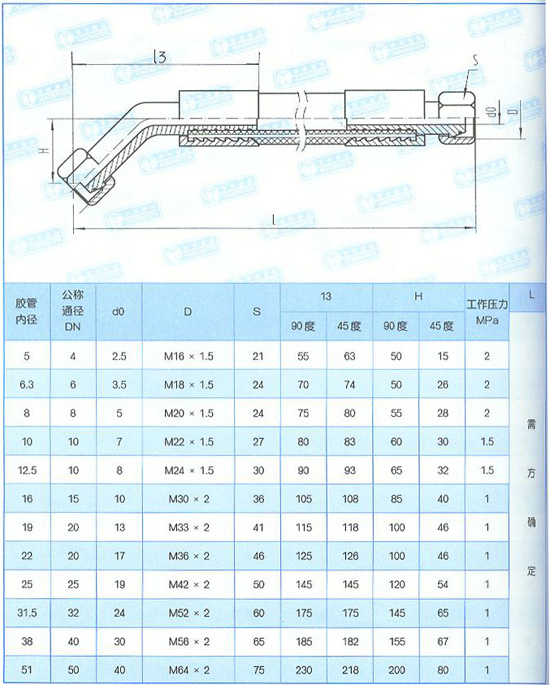 l3
S
d0
D
H
l
胶管内径 公称通径DN d0 D S 13 H 工作压力MPa L
90度 45度 90度 45度
5 4 2.5 M16 × 1.5 21 55 63 50 15 2
6.3 6 3.5 M18 × 1.5 24 70 74 50 26 2
8 8 5 M20 × 1.5 24 75 80 55 28 2
10 10 7 M22 × 1.5 27 80 83 60 30 1.5
12.5 10 8 M24 × 1.5 30 90 93 65 32 1.5
16 15 10 M30 × 2 36 105 108 85 40 1
19 20 13 M33 × 2 41 115 118 100 46 1
22 20 17 M36 × 2 46 125 126 100 46 1
25 25 19 M42 × 2 50 145 145 120 54 1
31.5 32 24 M52 × 2 60 175 175 145 65 1
38 40 30 M56 × 2 65 185 182 155 67 1
51 50 40 M64 × 2 75 230 218 200 80 1
需方确定